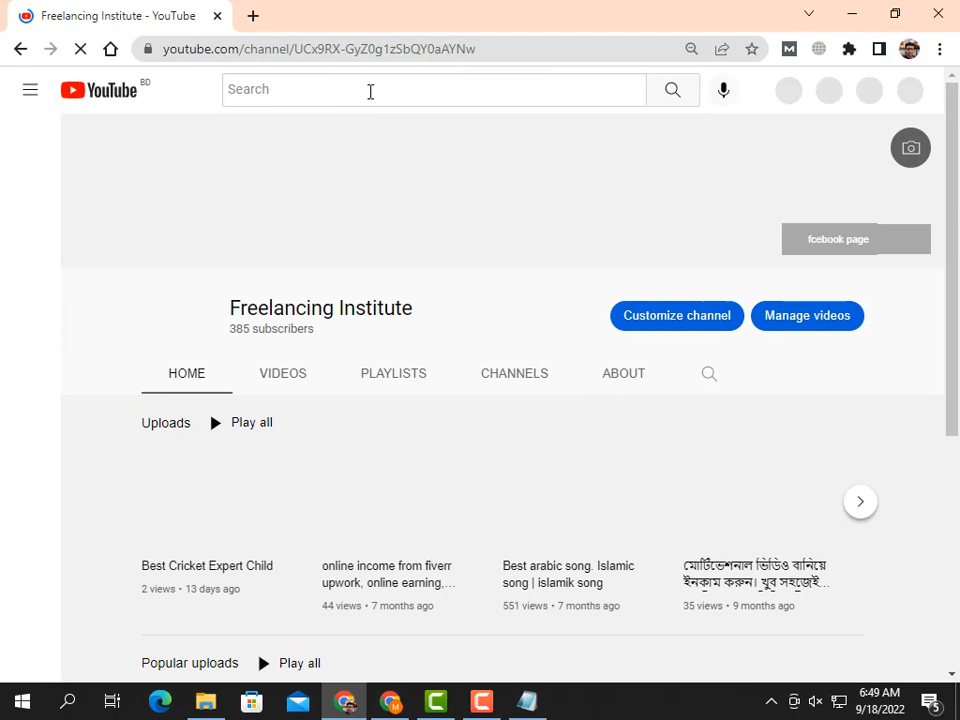 Freelancing Institute - YouTube
youtube.com/channel/UCx9RX-GyZ0g1zSbQY0aAYNw
YouTube BD
Search
fcebook page
Freelancing Institute
385 subscribers
Customize channel
Manage videos
HOME VIDEOS PLAYLISTS CHANNELS ABOUT
Uploads Play all
Best Cricket Expert Child
2 views • 13 days ago
online income from fiverr
upwork, online earning,...
44 views • 7 months ago
Best arabic song. Islamic
song | islamik song
551 views • 7 months ago
মোটিভেশনাল ভিডিও বানিয়ে
ইনকাম করুন। খুব সহজেই...
35 views • 9 months ago
Popular uploads Play all
6:49 AM
9/18/2022
5